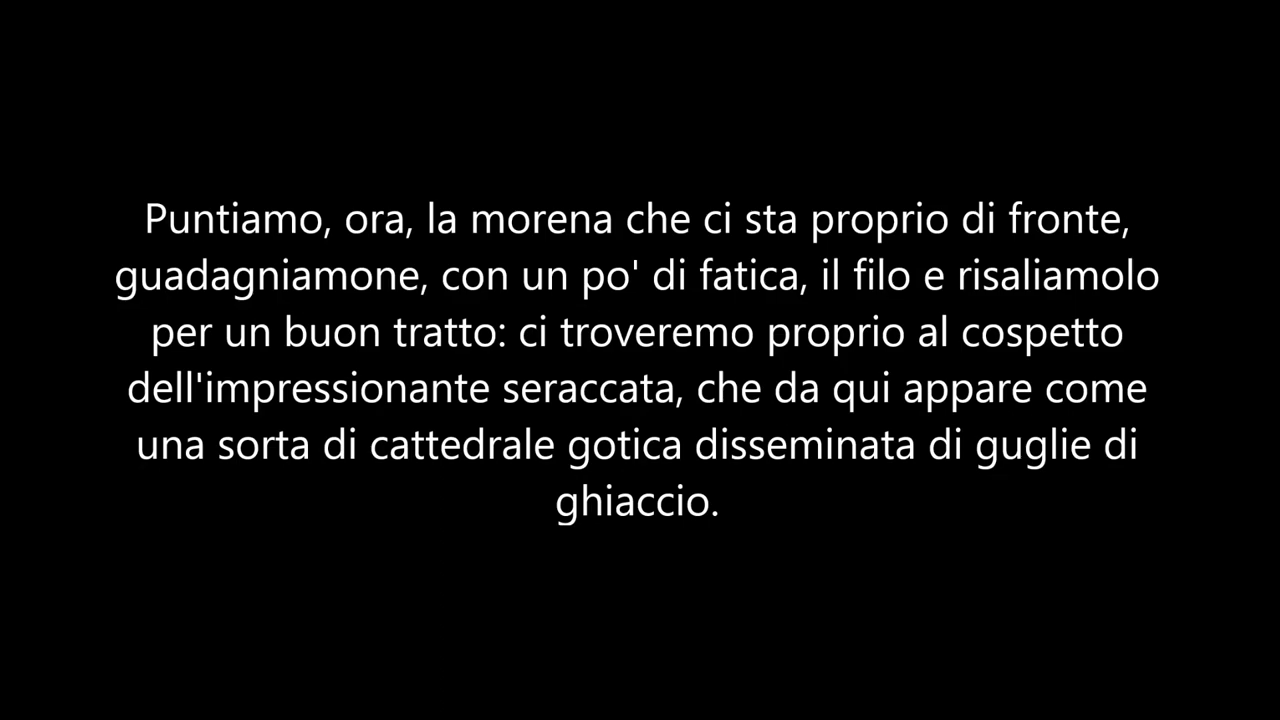 Puntiamo, ora, la morena che ci sta proprio di fronte,
guadagniamone, con un po' di fatica, il filo e risaliamolo
per un buon tratto: ci troveremo proprio al cospetto
dell'impressionante seraccata, che da qui appare come
una sorta di cattedrale gotica disseminata di guglie di
ghiaccio.